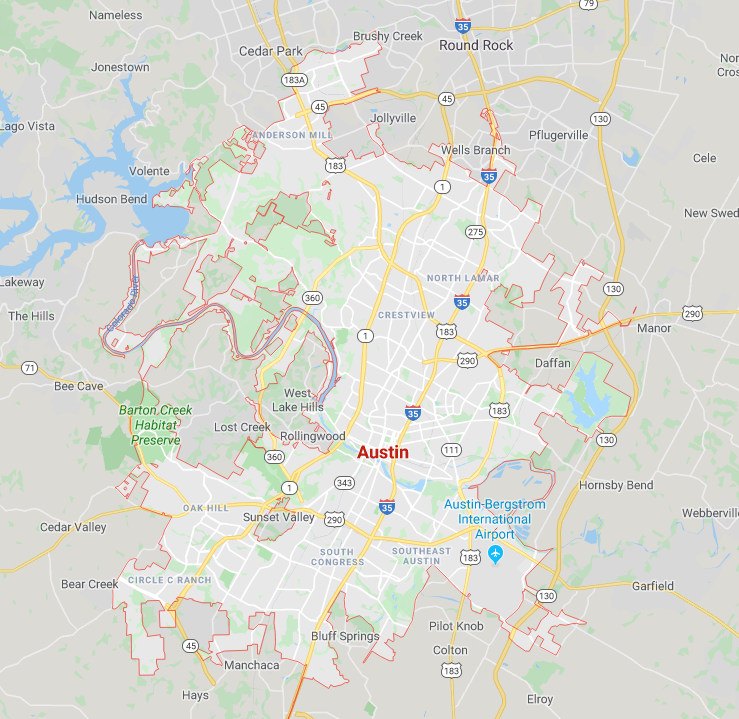 Nameless
35
79
Brushy Creek
Round Rock
Cedar Park
Jonestown
183A
45
45
130
Lago Vista
Jollyville
ANDERSON MILL
Pflugerville
Wells Branch
Cele
183
35
Volente
1
Hudson Bend
New Swed
275
NORTH LAMAR
Lakeway
130
Colorado River
360
35
The Hills
CRESTVIEW
290
183
Manor
1
290
71
Daffan
Bee Cave
West
Lake Hills
Barton Creek
Habitat
Preserve
35
183
Lost Creek
Rollingwood
130
Austin
111
360
343
Hornsby Bend
1
OAK HILL
35
Austin-Bergstrom
International
Airport
Sunset Valley
290
Webberville
Cedar Valley
SOUTH
CONGRESS
SOUTHEAST
AUSTIN
183
Bear Creek
CIRCLE C RANCH
Garfield
130
Bluff Springs
Pilot Knob
45
Colton
Manchaca
183
Hays
Elroy